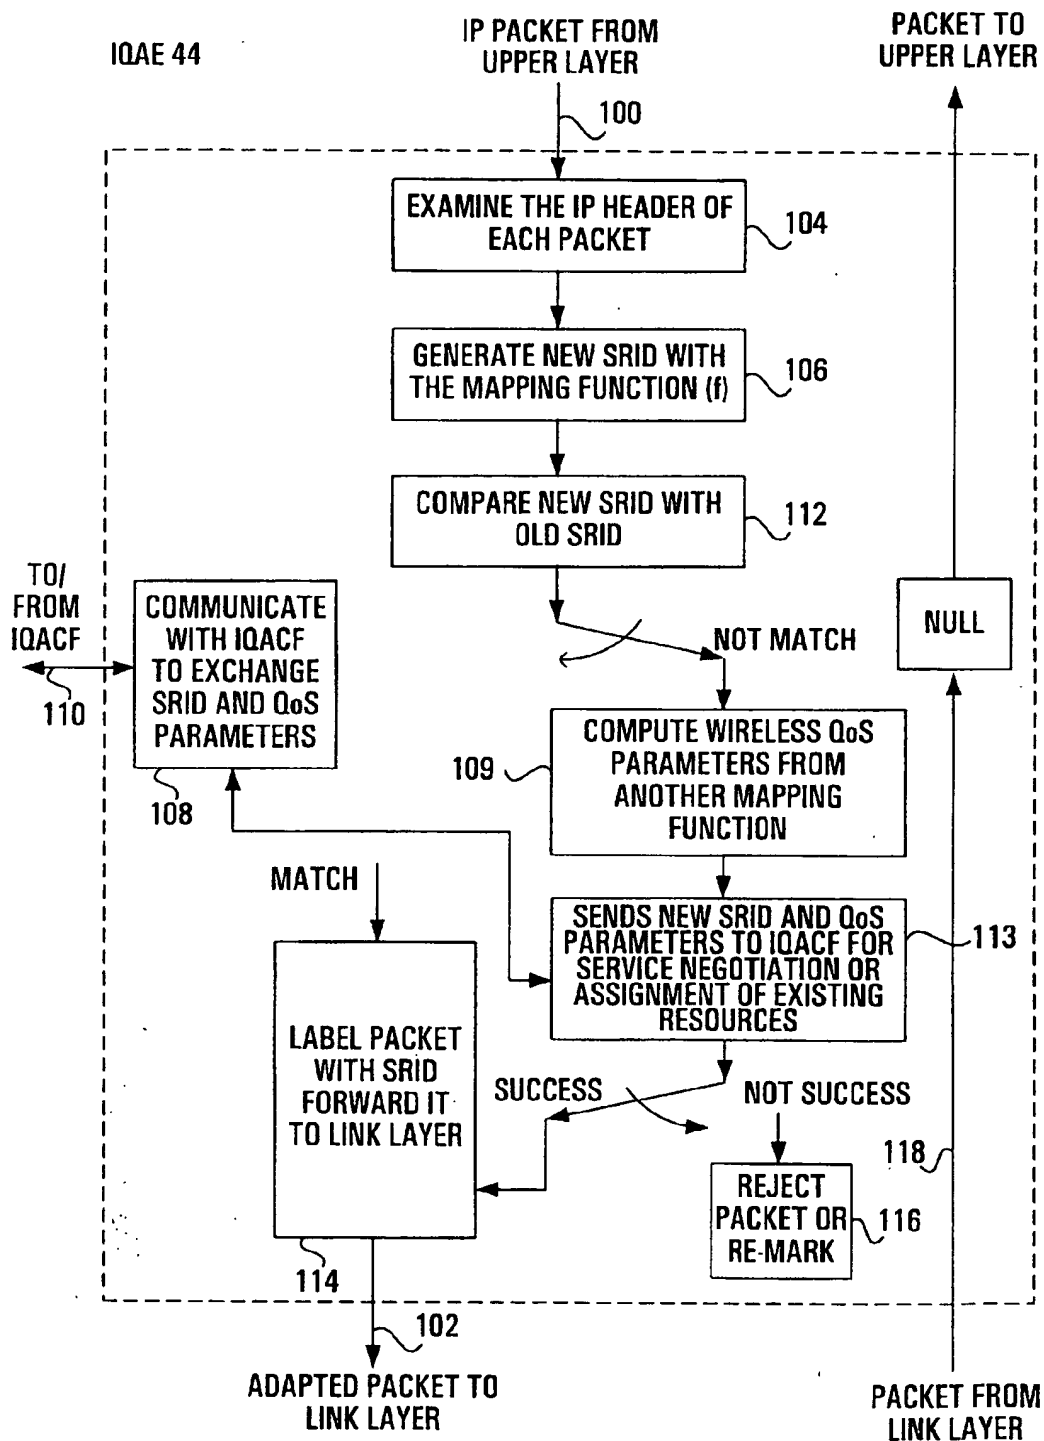 IQAE 44
IP PACKET FROM
UPPER LAYER
PACKET TO
UPPER LAYER
100
EXAMINE THE IP HEADER OF
EACH PACKET
104
GENERATE NEW SRID WITH
THE MAPPING FUNCTION (f)
106
COMPARE NEW SRID WITH
OLD SRID
112
TO/
FROM
IQACF
110
COMMUNICATE
WITH IQACF
TO EXCHANGE
SRID AND QoS
PARAMETERS
108
NOT MATCH
NULL
COMPUTE WIRELESS QoS
PARAMETERS FROM
ANOTHER MAPPING
FUNCTION
109
MATCH
SENDS NEW SRID AND QoS
PARAMETERS TO IQACF FOR
SERVICE NEGOTIATION OR
ASSIGNMENT OF EXISTING
RESOURCES
113
LABEL PACKET
WITH SRID
FORWARD IT
TO LINK LAYER
114
SUCCESS
NOT SUCCESS
REJECT
PACKET OR
RE-MARK
116
118
102
ADAPTED PACKET TO
LINK LAYER
PACKET FROM
LINK LAYER